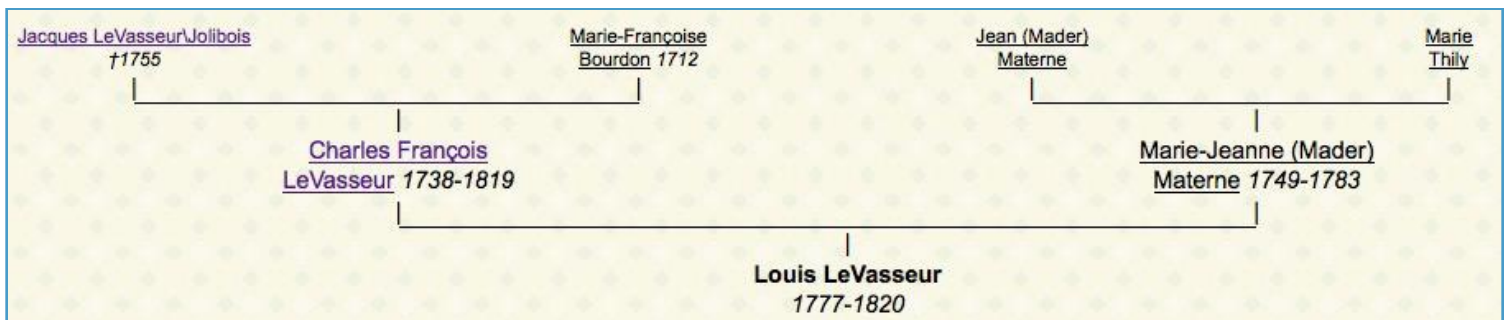 Jacques LeVasseur\Jolibois Marie-Françoise Jean (Mader) Marie
†1755 Bourdon 1712 Materne Thily
Charles François Marie-Jeanne (Mader)
LeVasseur 1738-1819 Materne 1749-1783
Louis LeVasseur
1777-1820